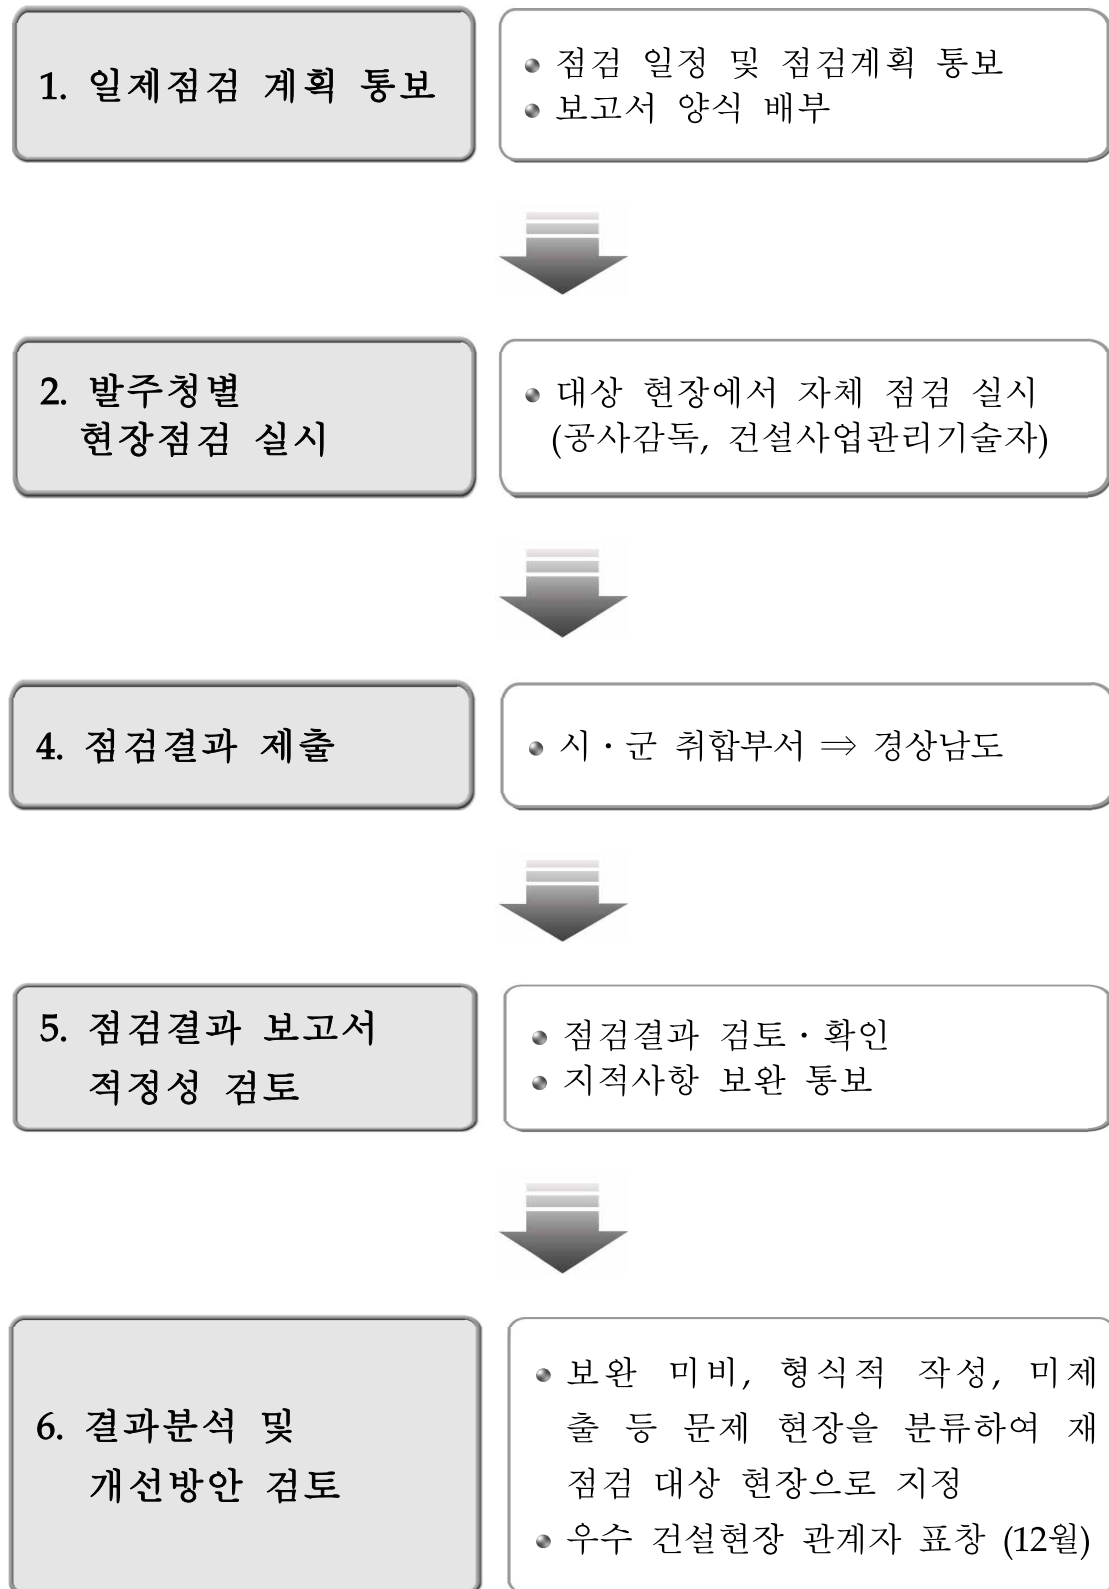 1. 일제점검 계획 통보
• 점검 일정 및 점검계획 통보
• 보고서 양식 배부
2. 발주청별
현장점검 실시
• 대상 현장에서 자체 점검 실시
(공사감독, 건설사업관리기술자)
4. 점검결과 제출
• 시·군 취합부서 ⇒ 경상남도
5. 점검결과 보고서
적정성 검토
• 점검결과 검토·확인
• 지적사항 보완 통보
6. 결과분석 및
개선방안 검토
• 보완 미비, 형식적 작성, 미제
출 등 문제 현장을 분류하여 재
점검 대상 현장으로 지정
• 우수 건설현장 관계자 표창 (12월)